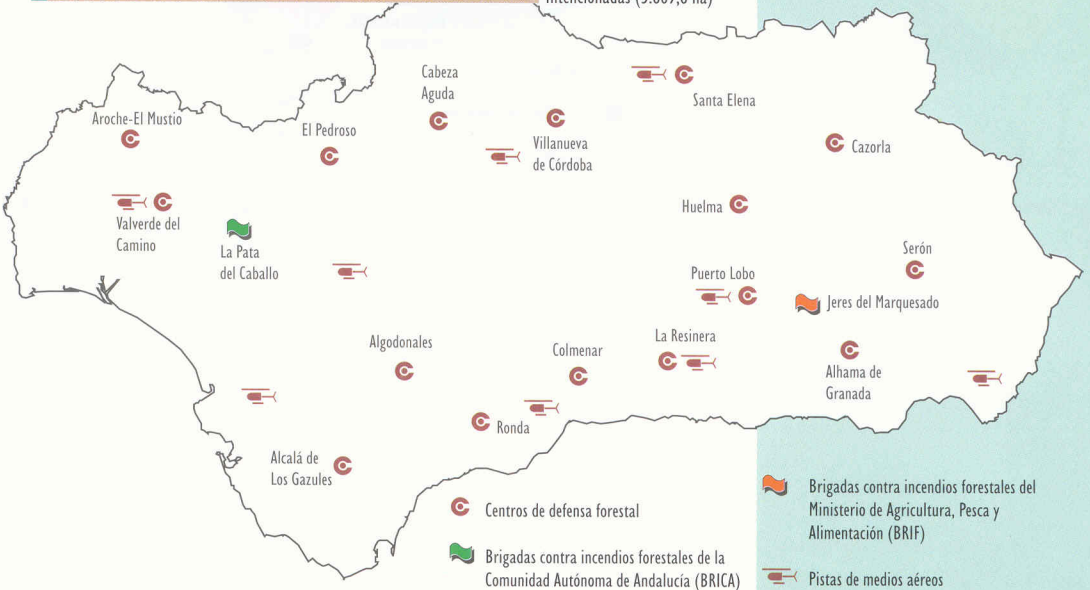 Intencionadas
Cabeza
Aguda
Santa Elena
Aroche-El Mustio
El Pedroso
Villanueva
de Córdoba
Cazorla
Huelma
Valverde del
Camino
La Pata
del Caballo
Serón
Puerto Lobo
Jeres del Marquesado
Algodonales
Colmenar
La Resinera
Alhama de
Granada
Ronda
Alcalá de
Los Gazules
Centros de defensa forestal
Brigadas contra incendios forestales de la
Comunidad Autónoma de Andalucía (BRICA)
Brigadas contra incendios forestales del
Ministerio de Agricultura, Pesca y
Alimentación (BRIF)
Pistas de medios aéreos